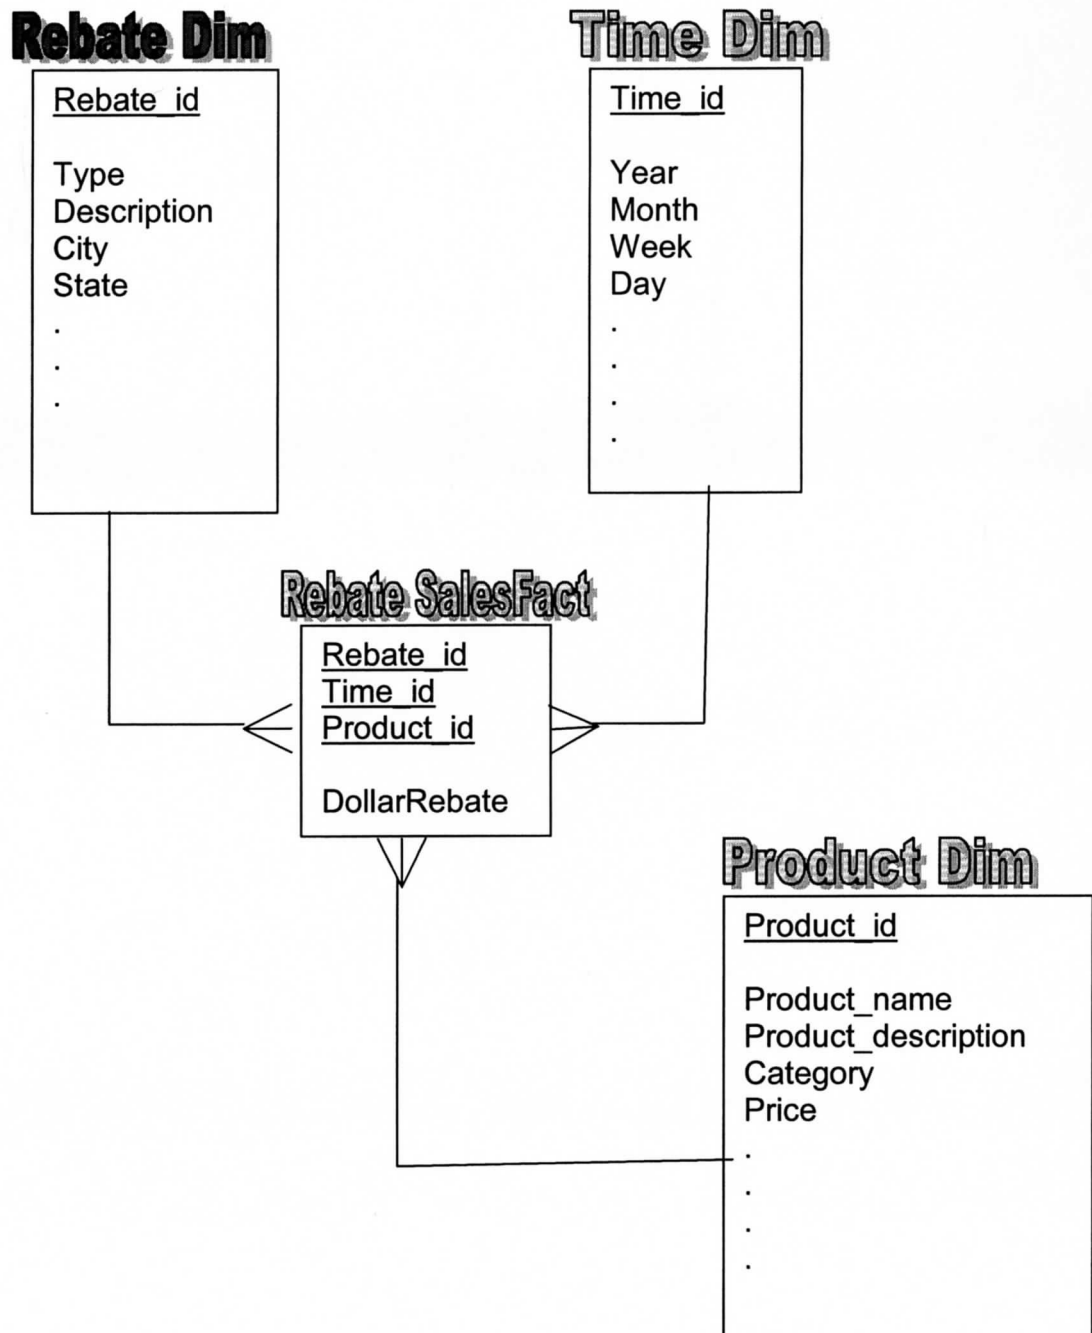 Rebate Dim
Rebate_id
Type
Description
City
State
.
.
.
Time Dim
Time_id
Year
Month
Week
Day
.
.
.
.
Rebate SalesFact
Rebate_id
Time_id
Product_id
DollarRebate
Product Dim
Product_id
Product_name
Product_description
Category
Price
.
.
.
.